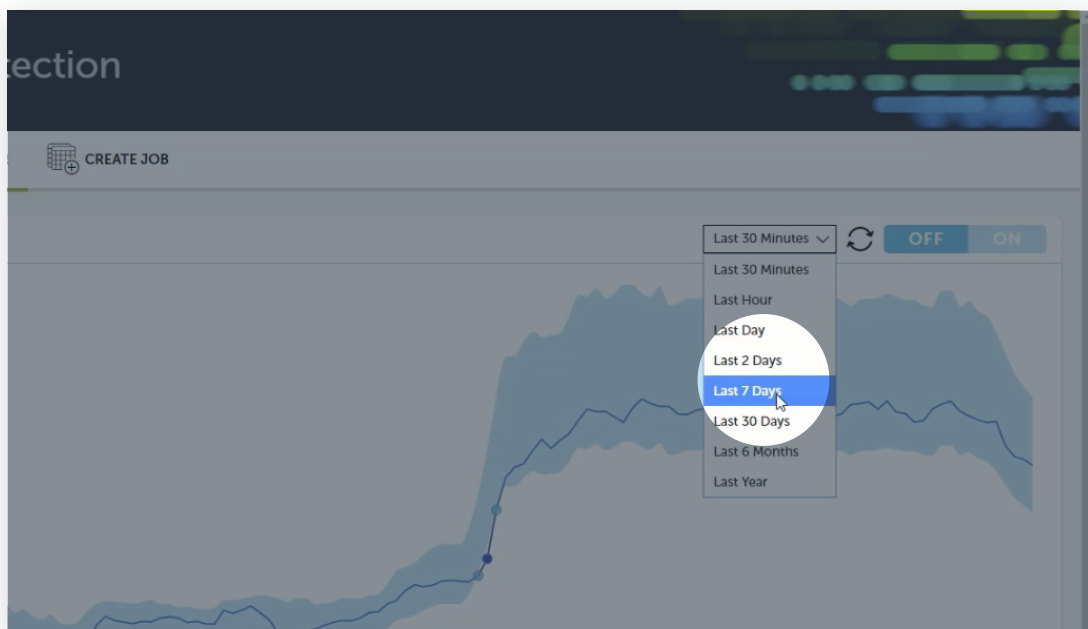 tection
CREATE JOB
Last 30 Minutes
OFF
ON
Last 30 Minutes
Last Hour
Last Day
Last 2 Days
Last 7 Days
Last 30 Days
Last 6 Months
Last Year